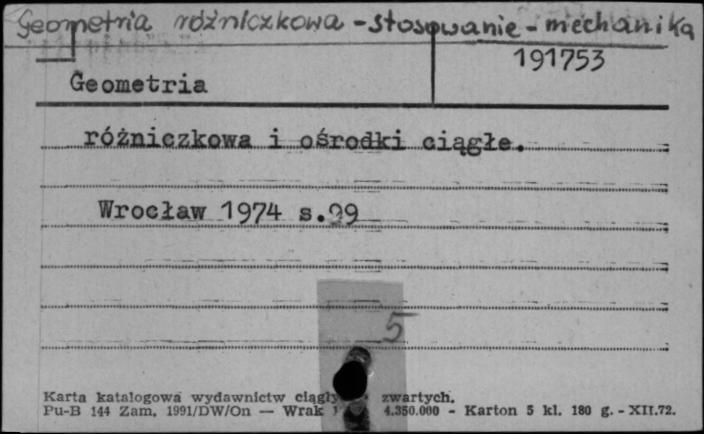 Geometria różniczkowa - stosowanie - mechanika
191753
Geometria
różniczkowa i ośrodki ciągłe.
Wrocław 1974 s.99
5
Karta katalogowa wydawnictw zwartych.
Pu-B 144 Zam. 1991/DW/On — Wrak 4.350.000 - Karton 5 kl. 180 g. - XII.72.